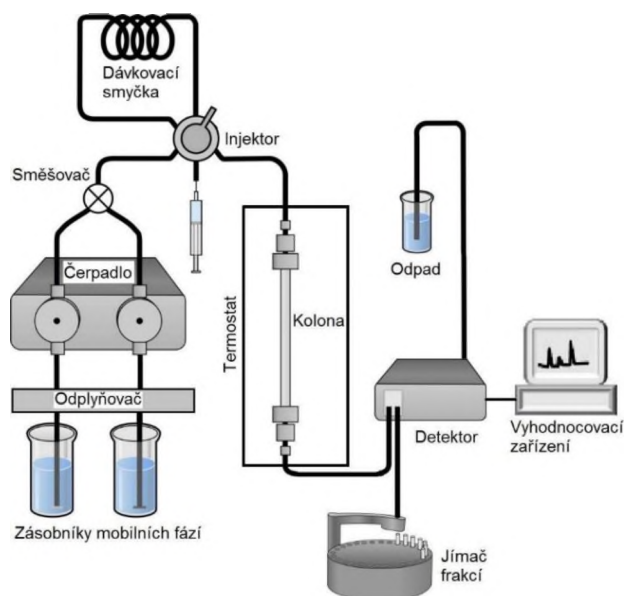 Dávkovací
smyčka
Injektor
Směšovač
Čerpadlo
Termostat
Kolona
Odpad
Odplyňovač
Detektor
Vyhodnocovací
zařízení
Zásobníky mobilních fází
Jímač
frakcí